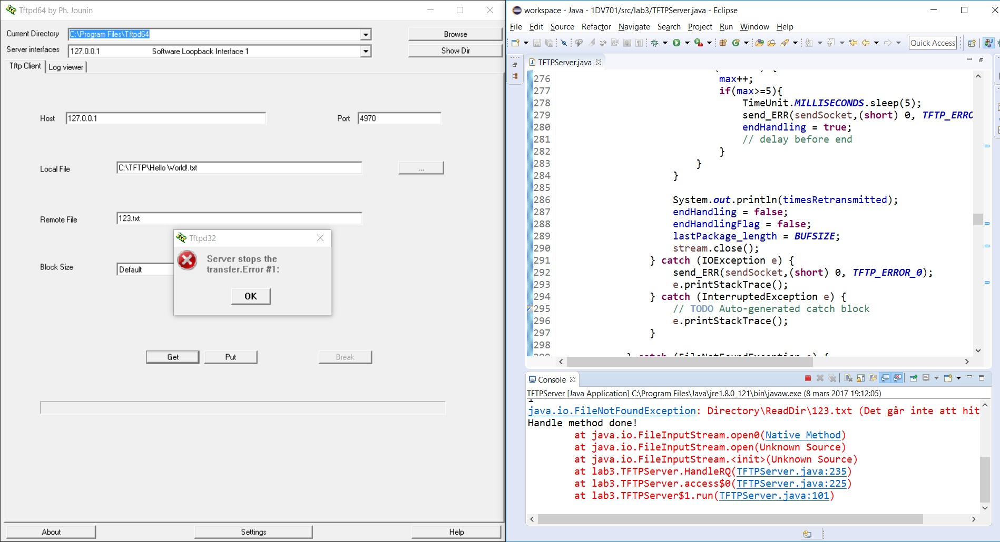 Tftpd64 by Ph. Jounin
Current Directory
C:\Program Files\Tftpd64
Browse
Server interfaces
127.0.0.1 Software Loopback Interface 1
Show Dir
Tftp Client
Log viewer
Host
127.0.0.1
Port
4970
Local File
C:\TFTP\Hello World!.txt
...
Remote File
123.txt
Tftpd32
Server stops the
transfer.Error #1:
OK
Block Size
Default
Get
Put
Break
About
Settings
Help
workspace - Java - 1DV701/src/lab3/TFTPServer.java - Eclipse
File Edit Source Refactor Navigate Search Project Run Window Help
Quick Access
TFTPServer.java
276 max++;
277 if(max>=5){
278 TimeUnit.MILLISECONDS.sleep(5);
279 send_ERR(sendSocket,(short) 0, TFTP_ERRO
280 endHandling = true;
281 // delay before end
282 }
283 }
284 }
285
286 System.out.println(timesRetransmitted);
287 endHandling = false;
288 endHandlingFlag = false;
289 lastPackage_length = BUFSIZE;
290 stream.close();
291 } catch (IOException e) {
292 send_ERR(sendSocket,(short) 0, TFTP_ERROR_0);
293 e.printStackTrace();
294 } catch (InterruptedException e) {
295 // TODO Auto-generated catch block
296 e.printStackTrace();
297 }
298
299 } catch (FileNotFoundException e) {
Console
TFTPServer [Java Application] C:\Program Files\Java\jre1.8.0_121\bin\javaw.exe (8 mars 2017 19:12:05)
java.io.FileNotFoundException: Directory\ReadDir\123.txt (Det går inte att hit
Handle method done!
at java.io.FileInputStream.open0(Native Method)
at java.io.FileInputStream.open(Unknown Source)
at java.io.FileInputStream.<init>(Unknown Source)
at lab3.TFTPServer.HandleRQ(TFTPServer.java:235)
at lab3.TFTPServer.access$0(TFTPServer.java:225)
at lab3.TFTPServer$1.run(TFTPServer.java:101)